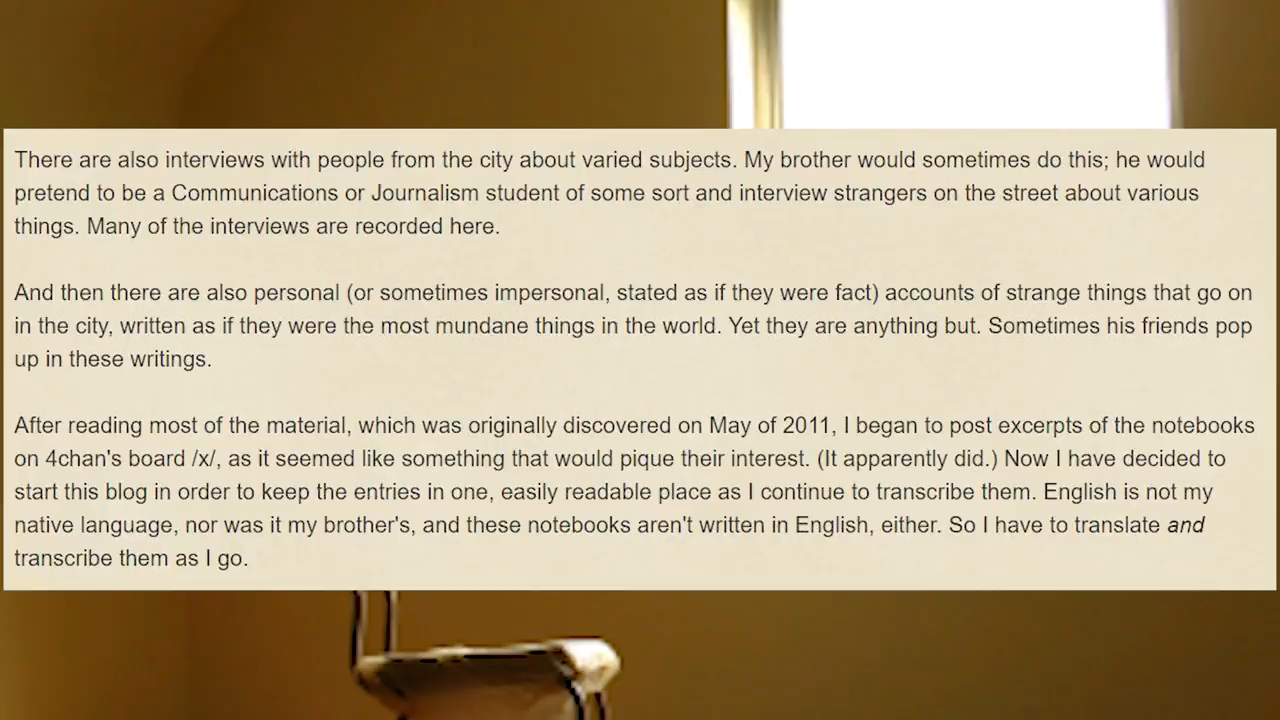 There are also interviews with people from the city about varied subjects. My brother would sometimes do this; he would
pretend to be a Communications or Journalism student of some sort and interview strangers on the street about various
things. Many of the interviews are recorded here.
And then there are also personal (or sometimes impersonal, stated as if they were fact) accounts of strange things that go on
in the city, written as if they were the most mundane things in the world. Yet they are anything but. Sometimes his friends pop
up in these writings.
After reading most of the material, which was originally discovered on May of 2011, I began to post excerpts of the notebooks
on 4chan's board /x/, as it seemed like something that would pique their interest. (It apparently did.) Now I have decided to
start this blog in order to keep the entries in one, easily readable place as I continue to transcribe them. English is not my
native language, nor was it my brother's, and these notebooks aren't written in English, either. So I have to translate and
transcribe them as I go.